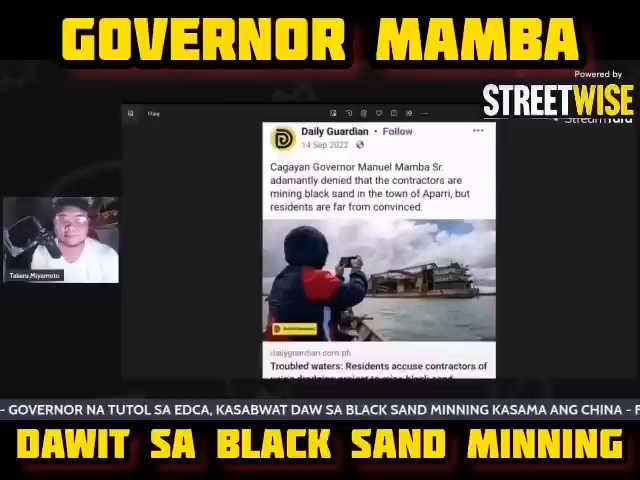 GOVERNOR MAMBA
Powered by
STREETWISE
Daily Guardian • Follow
14 Sep 2022
Cagayan Governor Manuel Mamba Sr.
adamantly denied that the contractors are
mining black sand in the town of Aparri, but
residents are far from convinced.
Takeru Miyamoto
dailyguardian.com.ph
Troubled waters: Residents accuse contractors of
- GOVERNOR NA TUTOL SA EDCA, KASABWAT DAW SA BLACK SAND MINNING KASAMA ANG CHINA - F
DAWIT SA BLACK SAND MINNING